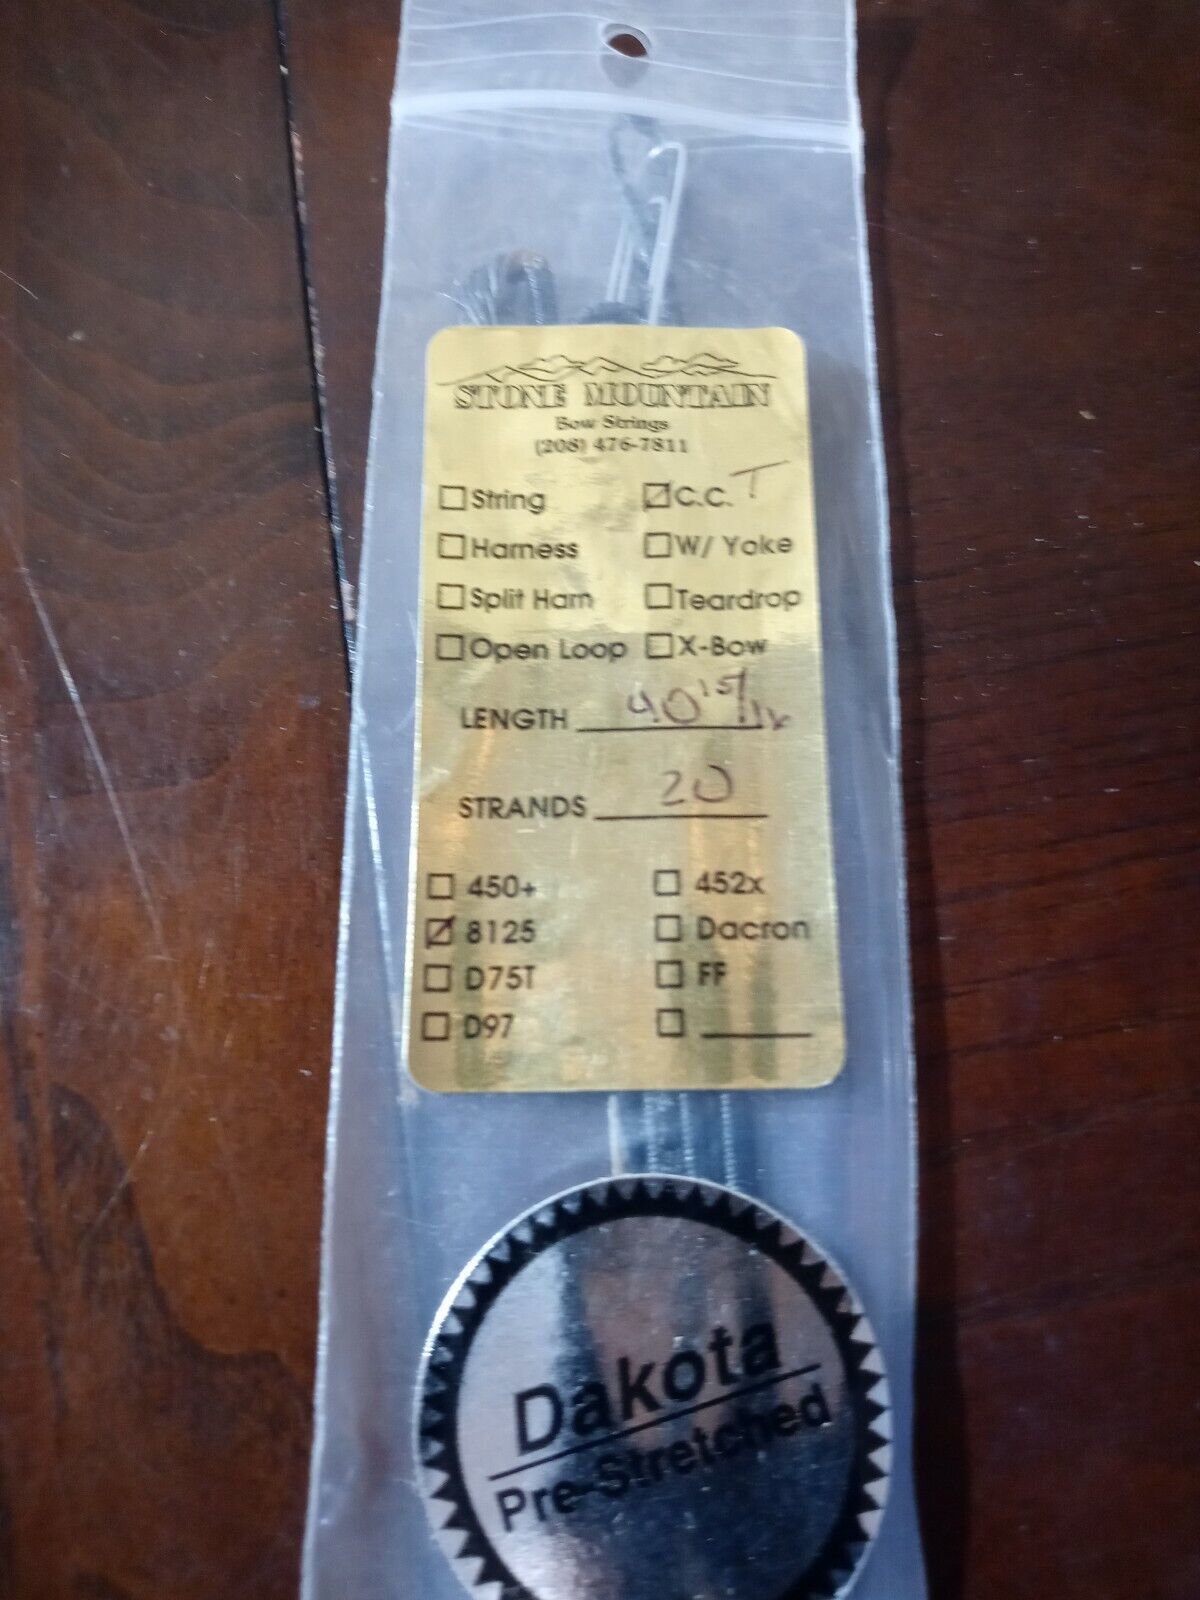 STONE MOUNTAIN
Bow Strings
(208) 476-7811
☐ String ☑ C.C. T
☐ Harness ☐ W/ Yoke
☐ Split Harn ☐ Teardrop
☐ Open Loop ☐ X-Bow
LENGTH 40 15/16
STRANDS 20
☐ 450+ ☐ 452x
☑ 8125 ☐ Dacron
☐ D75T ☐ FF
☐ D97 ☐ ______
Dakota
Pre-Stretched